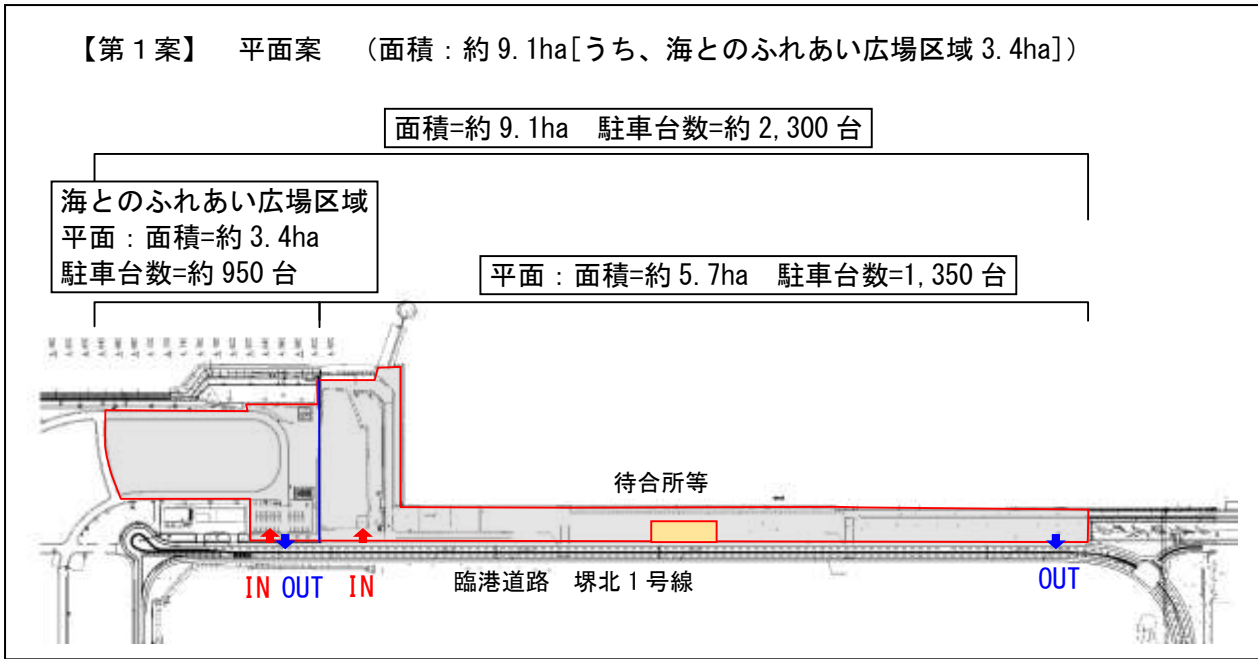 【第１案】　平面案　（面積：約 9.1ha[うち、海とのふれあい広場区域 3.4ha]）
面積=約 9.1ha　駐車台数=約 2,300 台
海とのふれあい広場区域
平面：面積=約 3.4ha
駐車台数=約 950 台
平面：面積=約 5.7ha　駐車台数=1,350 台
待合所等
IN OUT IN
臨港道路　堺北１号線
OUT